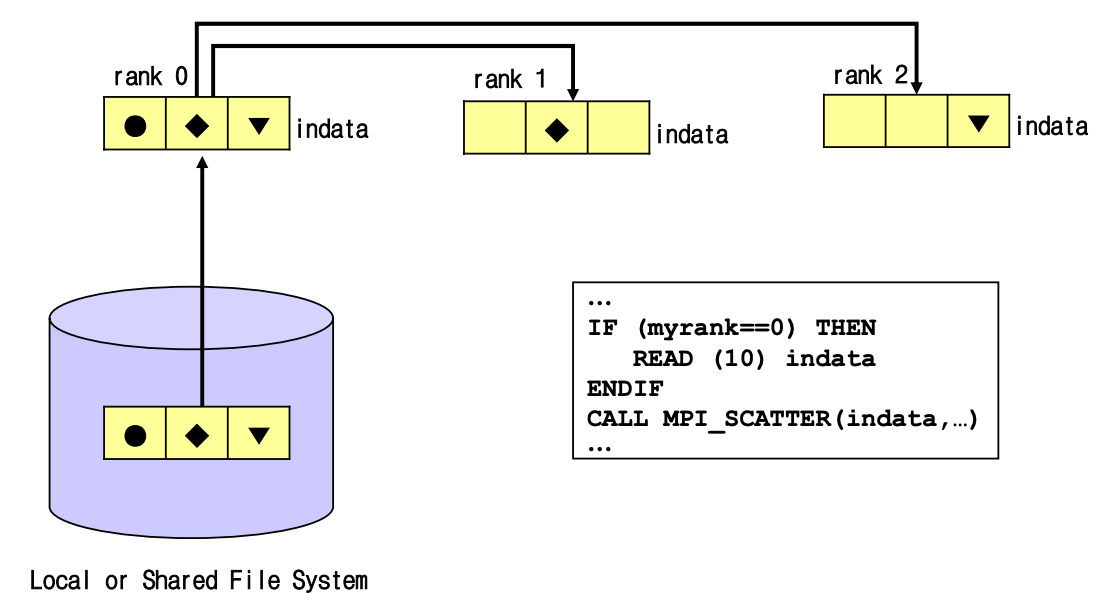 rank 0
rank 1
rank 2
indata
indata
indata
…
IF (myrank==0) THEN
   READ (10) indata
ENDIF
CALL MPI_SCATTER(indata,…)
…
Local or Shared File System